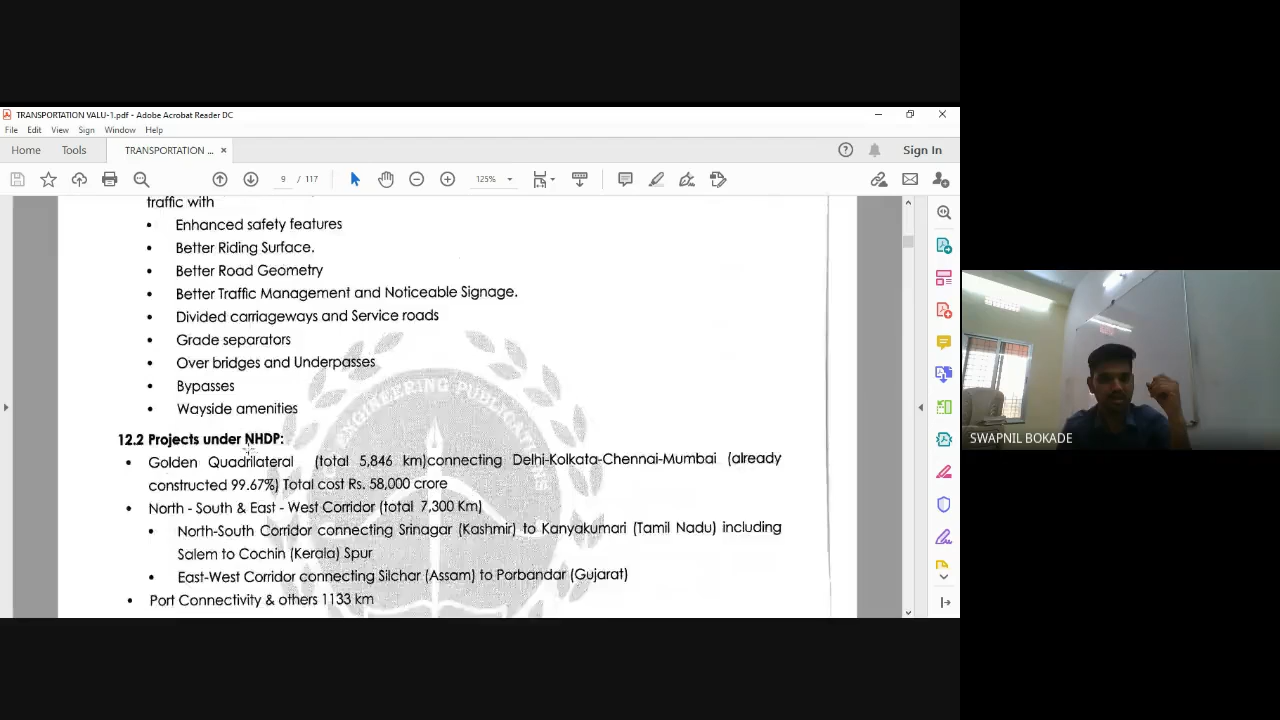 TRANSPORTATION VALU-1.pdf - Adobe Acrobat Reader DC
File Edit View Sign Window Help
Home Tools TRANSPORTATION ... × Sign In
9 / 117 125%
traffic with
• Enhanced safety features
• Better Riding Surface.
• Better Road Geometry
• Better Traffic Management and Noticeable Signage.
• Divided carriageways and Service roads
• Grade separators
• Over bridges and Underpasses
• Bypasses
• Wayside amenities
12.2 Projects under NHDP:
• Golden Quadrilateral (total 5,846 km)connecting Delhi-Kolkata-Chennai-Mumbai (already
constructed 99.67%) Total cost Rs. 58,000 crore
• North - South & East - West Corridor (total 7,300 Km)
• North-South Corridor connecting Srinagar (Kashmir) to Kanyakumari (Tamil Nadu) including
Salem to Cochin (Kerala) Spur
• East-West Corridor connecting Silchar (Assam) to Porbandar (Gujarat)
• Port Connectivity & others 1133 km
ENGINEERING PUBLICATIONS
SWAPNIL BOKADE